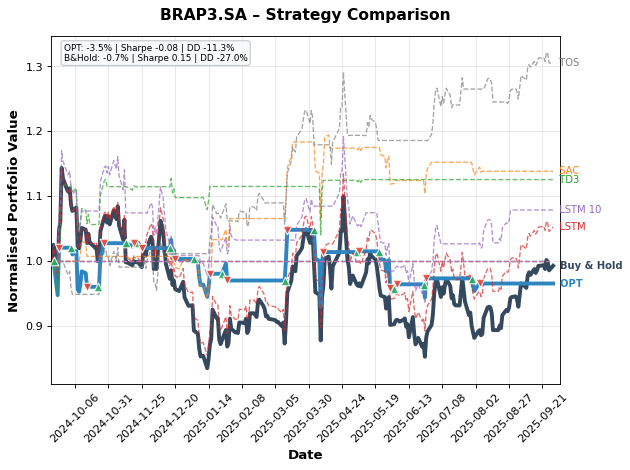 BRAP3.SA – Strategy Comparison
OPT: -3.5% | Sharpe -0.08 | DD -11.3%
B&Hold: -0.7% | Sharpe 0.15 | DD -27.0%
Normalised Portfolio Value
1.3
1.2
1.1
1.0
0.9
TOS
SAC
TD3
LSTM 10
LSTM
Buy & Hold
OPT
2024-10-06
2024-10-31
2024-11-25
2024-12-20
2025-01-14
2025-02-08
2025-03-05
2025-03-30
2025-04-24
2025-05-19
2025-06-13
2025-07-08
2025-08-02
2025-08-27
2025-09-21
Date